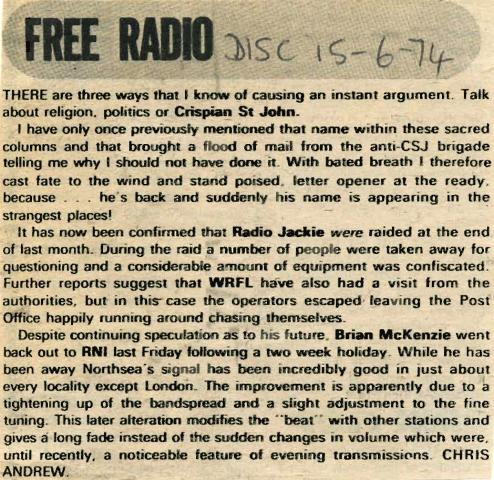 FREE RADIO DISC 15-6-74
THERE are three ways that I know of causing an instant argument. Talk
about religion, politics or Crispian St John.
I have only once previously mentioned that name within these sacred
columns and that brought a flood of mail from the anti-CSJ brigade
telling me why I should not have done it. With bated breath I therefore
cast fate to the wind and stand poised, letter opener at the ready,
because . . . he's back and suddenly his name is appearing in the
strangest places!
It has now been confirmed that Radio Jackie were raided at the end
of last month. During the raid a number of people were taken away for
questioning and a considerable amount of equipment was confiscated.
Further reports suggest that WRFL have also had a visit from the
authorities, but in this case the operators escaped leaving the Post
Office happily running around chasing themselves.
Despite continuing speculation as to his future, Brian McKenzie went
back out to RNI last Friday following a two week holiday. While he has
been away Northsea's signal has been incredibly good in just about
every locality except London. The improvement is apparently due to a
tightening up of the bandspread and a slight adjustment to the fine
tuning. This later alteration modifies the "beat" with other stations and
gives a long fade instead of the sudden changes in volume which were,
until recently, a noticeable feature of evening transmissions. CHRIS
ANDREW.